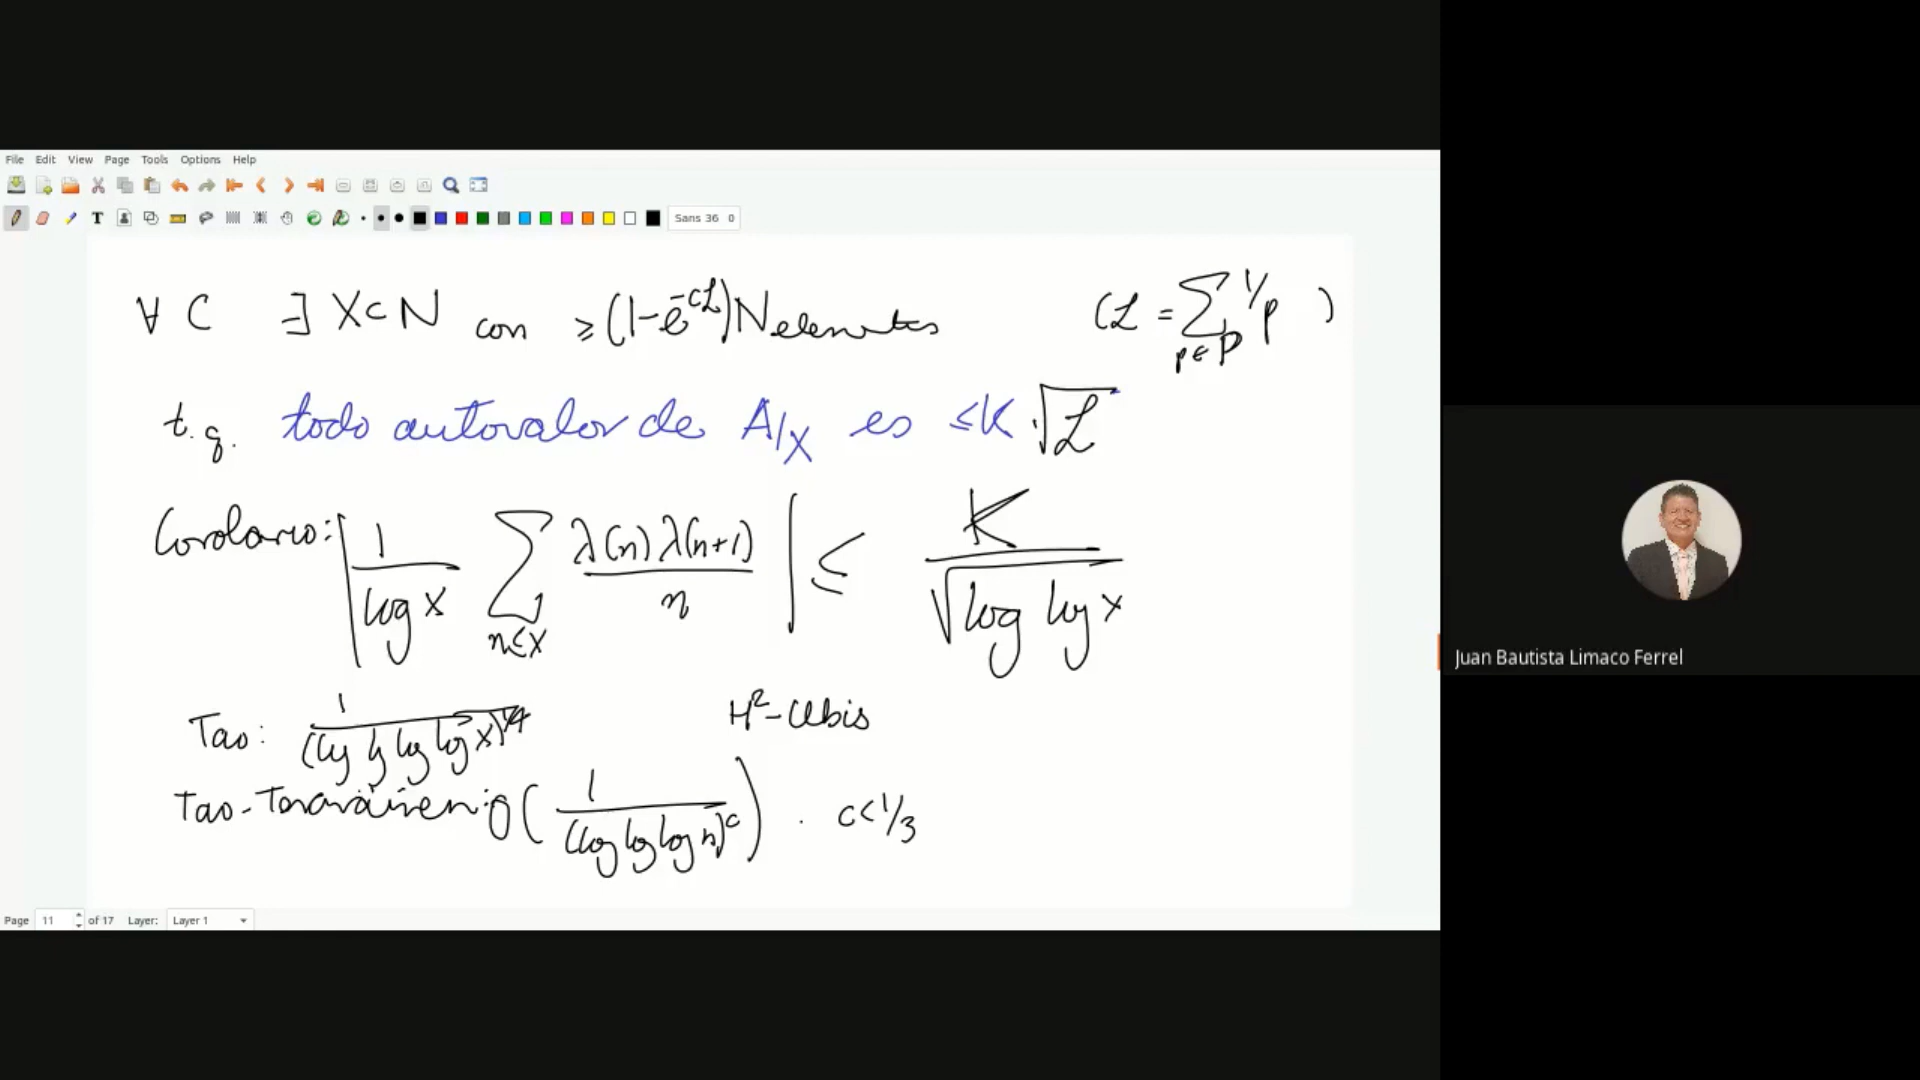 File Edit View Page Tools Options Help
Sans 36 0
∀ C ∃ X ⊂ N con ≥ (1-e^{-cℒ})N elementos (ℒ = ∑_{p∈P} 1/p )
t.q. todo autovalor de A|_X es ≤ K √ℒ
Corolario: | 1/log x ∑_{n≤x} λ(n) λ(n+1)/n | ≤ K/√(log log x)
Tao: 1/(log log log log x)^{1/4} H²-Ubis
Tao-Teräväinen: O( 1/(log log log n)^c ) . c<1/3
Page 11 of 17 Layer: Layer 1
Juan Bautista Limaco Ferrel